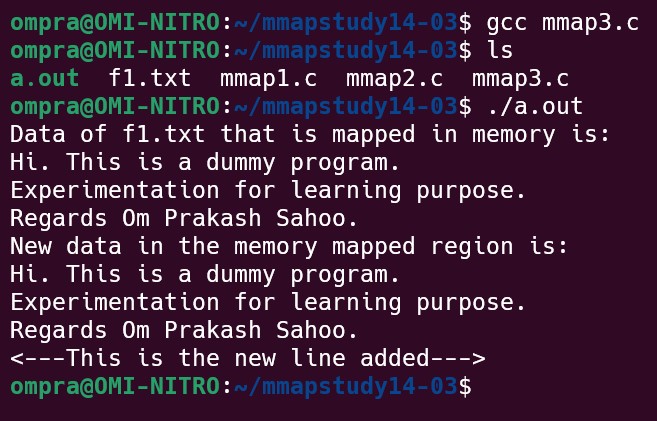 ompra@OMI-NITRO:~/mmapstudy14-03$ gcc mmap3.c
ompra@OMI-NITRO:~/mmapstudy14-03$ ls
a.out  f1.txt  mmap1.c  mmap2.c  mmap3.c
ompra@OMI-NITRO:~/mmapstudy14-03$ ./a.out
Data of f1.txt that is mapped in memory is:
Hi. This is a dummy program.
Experimentation for learning purpose.
Regards Om Prakash Sahoo.
New data in the memory mapped region is:
Hi. This is a dummy program.
Experimentation for learning purpose.
Regards Om Prakash Sahoo.
<---This is the new line added--->
ompra@OMI-NITRO:~/mmapstudy14-03$